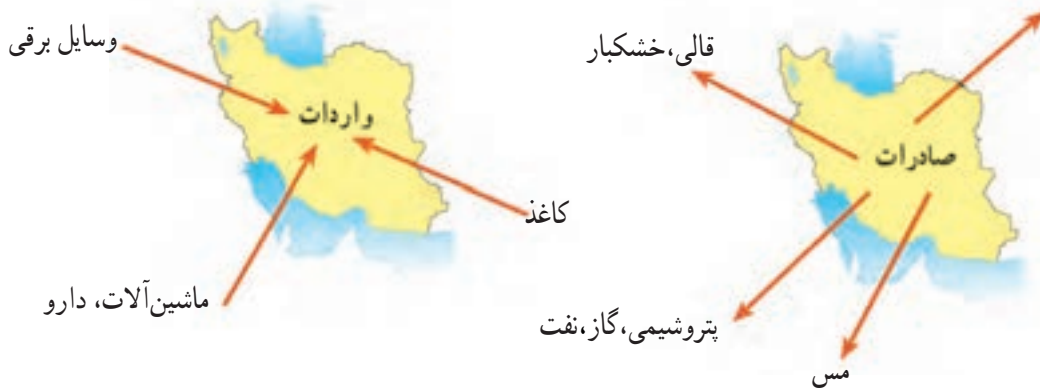 قالی،خشکبار
صادرات
پتروشیمی،گاز،نفت
مس
وسایل برقی
واردات
کاغذ
ماشین‌آلات، دارو